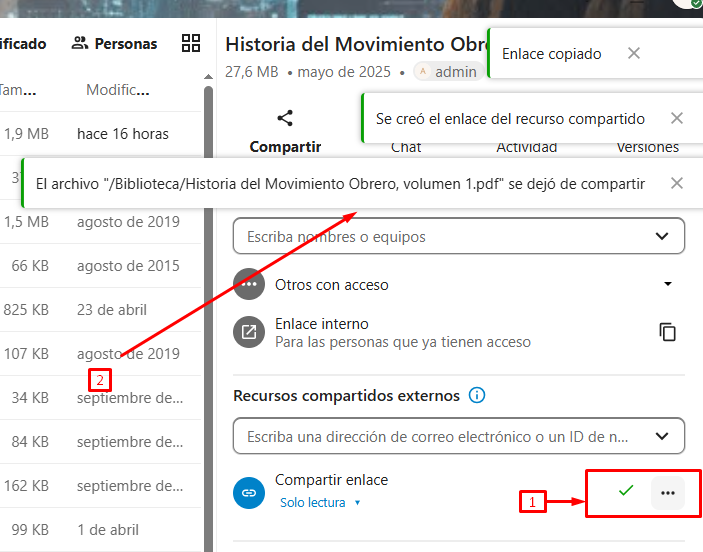 ificado
Personas
Tam...
Modific...
Historia del Movimiento Obre
27,6 MB • mayo de 2025 • A admin
Enlace copiado
1,9 MB hace 16 horas
Se creó el enlace del recurso compartido
Compartir Chat Actividad Versiones
El archivo "/Biblioteca/Historia del Movimiento Obrero, volumen 1.pdf" se dejó de compartir
1,5 MB agosto de 2019
Escriba nombres o equipos
66 KB agosto de 2015
Otros con acceso
825 KB 23 de abril
Enlace interno
Para las personas que ya tienen acceso
107 KB agosto de 2019
2
34 KB septiembre de...
Recursos compartidos externos
84 KB septiembre de...
Escriba una dirección de correo electrónico o un ID de n...
162 KB septiembre de...
Compartir enlace
Solo lectura
1
99 KB 1 de abril